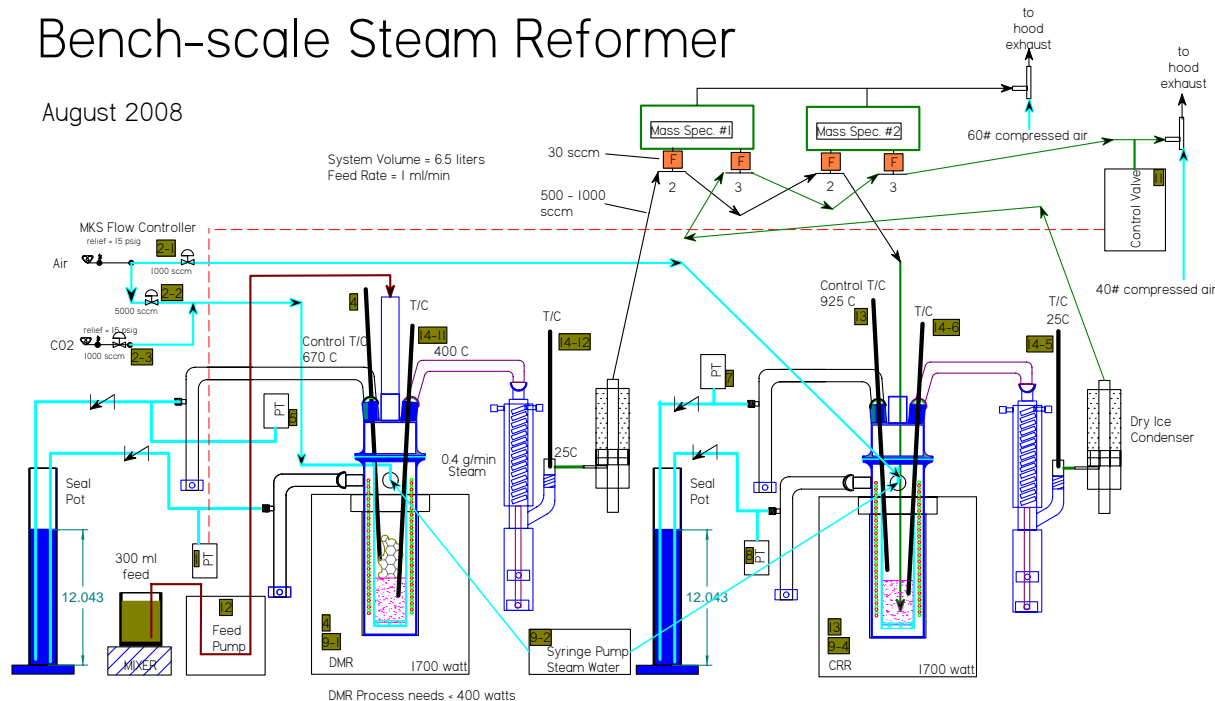 Bench-scale Steam Reformer
August 2008
System Volume = 6.5 liters
Feed Rate = 1 ml/min
to
hood
exhaust
to
hood
exhaust
Mass Spec. #1
Mass Spec. #2
60# compressed air
30 sccm
F
F
F
F
2
3
2
3
500 - 1000
sccm
11
Control Valve
40# compressed air
MKS Flow Controller
relief = 15 psig
2-1
Air
1000 sccm
2-2
5000 sccm
relief = 15 psig
CO2
1000 sccm
2-3
4
T/C
Control T/C
670 C
14-11
400 C
T/C
14-12
25C
0.4 g/min
Steam
PT
Seal
Pot
12.043
PT
300 ml
feed
MIXER
12
Feed
Pump
4
9-1
DMR
1700 watt
DMR Process needs < 400 watts
9-2
Syringe Pump
Steam Water
PT
7
Seal
Pot
12.043
8
PT
Control T/C
925 C
13
T/C
14-6
T/C
25C
14-5
Dry Ice
Condenser
13
9-4
CRR
1700 watt